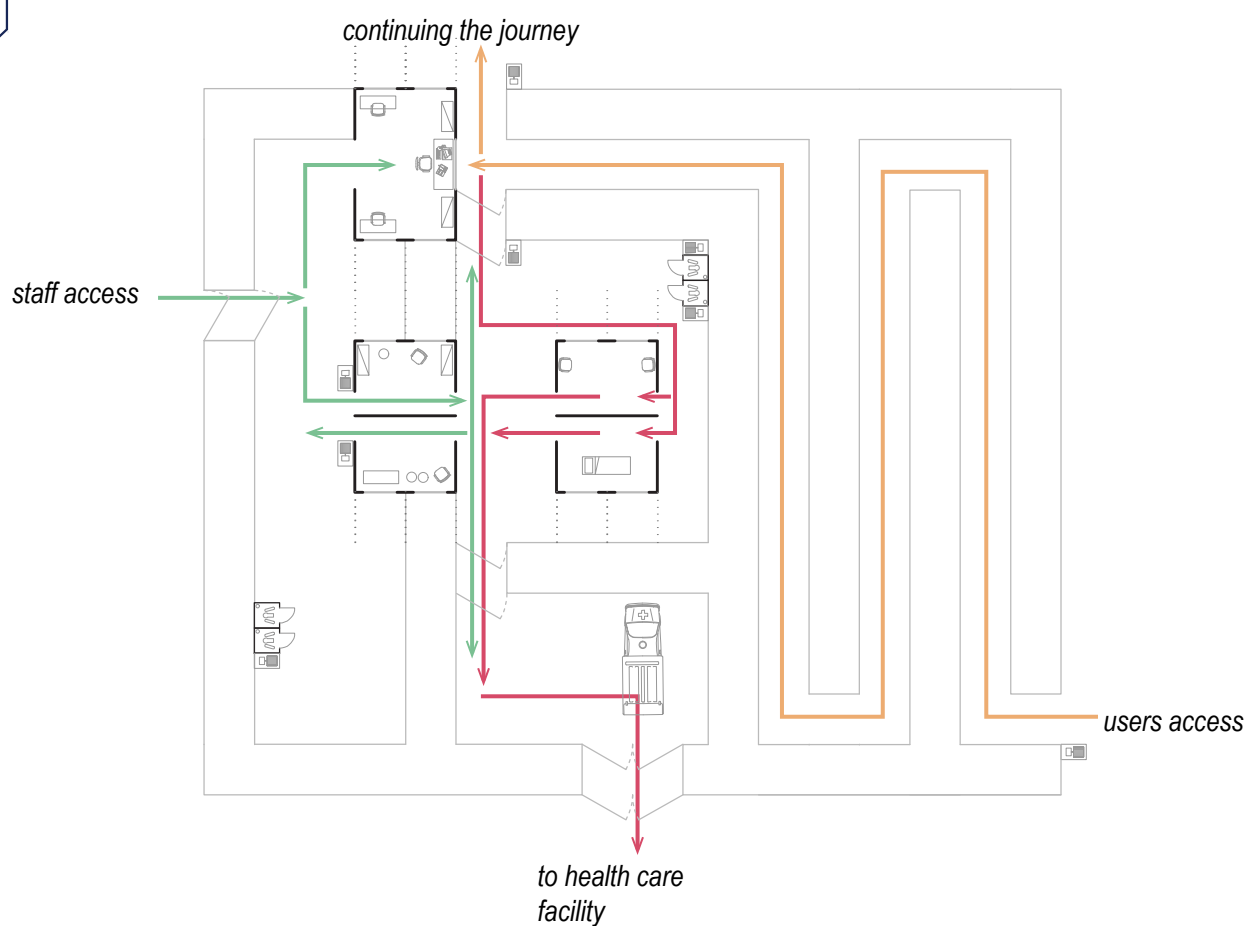 continuing the journey
staff access
users access
to health care
facility